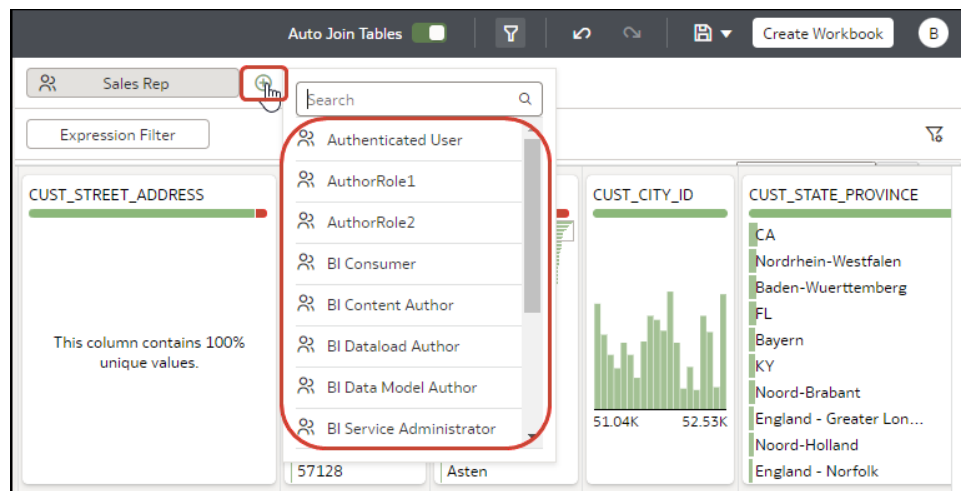 Auto Join Tables
Create Workbook
B
Sales Rep
Search
Expression Filter
Authenticated User
AuthorRole1
AuthorRole2
BI Consumer
BI Content Author
BI Dataload Author
BI Data Model Author
BI Service Administrator
CUST_STREET_ADDRESS
This column contains 100%
unique values.
57128
Asten
CUST_CITY_ID
51.04K 52.53K
CUST_STATE_PROVINCE
CA
Nordrhein-Westfalen
Baden-Wuerttemberg
FL
Bayern
KY
Noord-Brabant
England - Greater Lon...
Noord-Holland
England - Norfolk